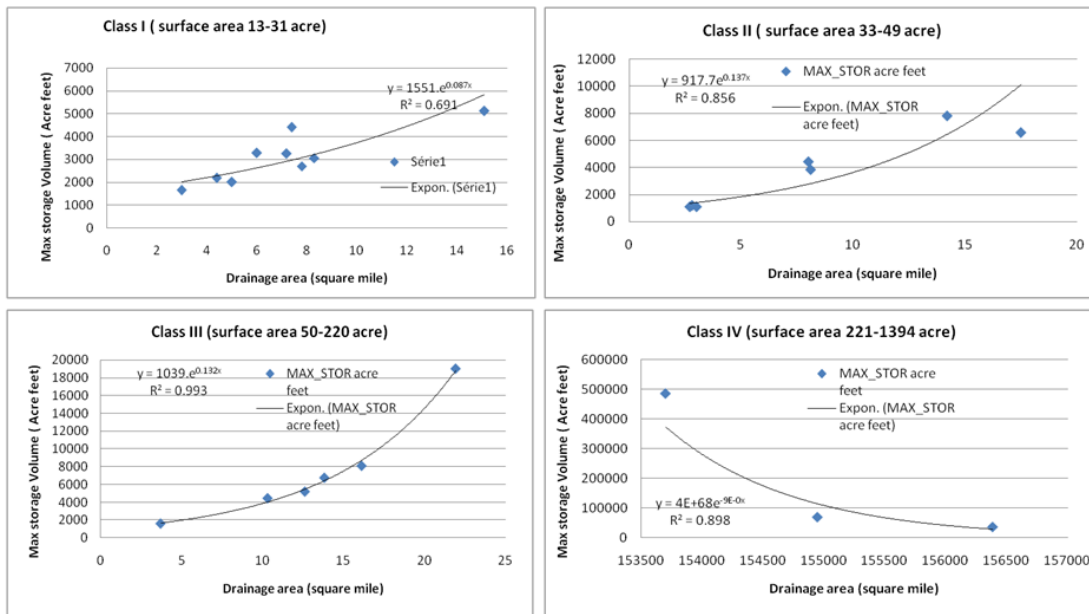 Class I ( surface area 13-31 acre)
Max storage Volume ( Acre feet)
7000
6000
5000
4000
3000
2000
1000
0
y = 1551.e0.087x
R² = 0.691
Série1
Expon. (Série1)
0 2 4 6 8 10 12 14 16
Drainage area (square mile)
Class II ( surface area 33-49 acre)
Max storage Volume ( Acre feet)
12000
10000
8000
6000
4000
2000
0
y = 917.7e0.137x
R² = 0.856
MAX_STOR acre feet
Expon. (MAX_STOR
acre feet)
0 5 10 15 20
Drainage area (square mile)
Class III (surface area 50-220 acre)
Max storage Volume ( Acre feet)
20000
18000
16000
14000
12000
10000
8000
6000
4000
2000
0
y = 1039.e0.132x
R² = 0.993
MAX_STOR acre
feet
Expon. (MAX_STOR
acre feet)
0 5 10 15 20 25
Drainage area (square mile)
Class IV (surface area 221-1394 acre)
Max storage Volume ( Acre feet)
600000
500000
400000
300000
200000
100000
0
MAX_STOR acre
feet
Expon. (MAX_STOR
acre feet)
y = 4E+68e-9E-0x
R² = 0.898
153500 154000 154500 155000 155500 156000 156500 157000
Drainage area (square mile)